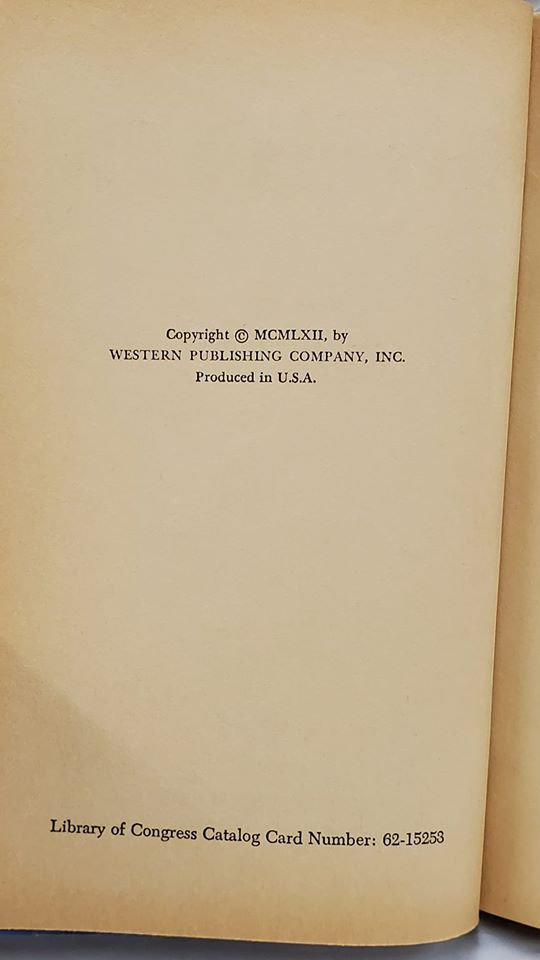 Copyright © MCMLXII, by
WESTERN PUBLISHING COMPANY, INC.
Produced in U.S.A.
Library of Congress Catalog Card Number: 62-15253